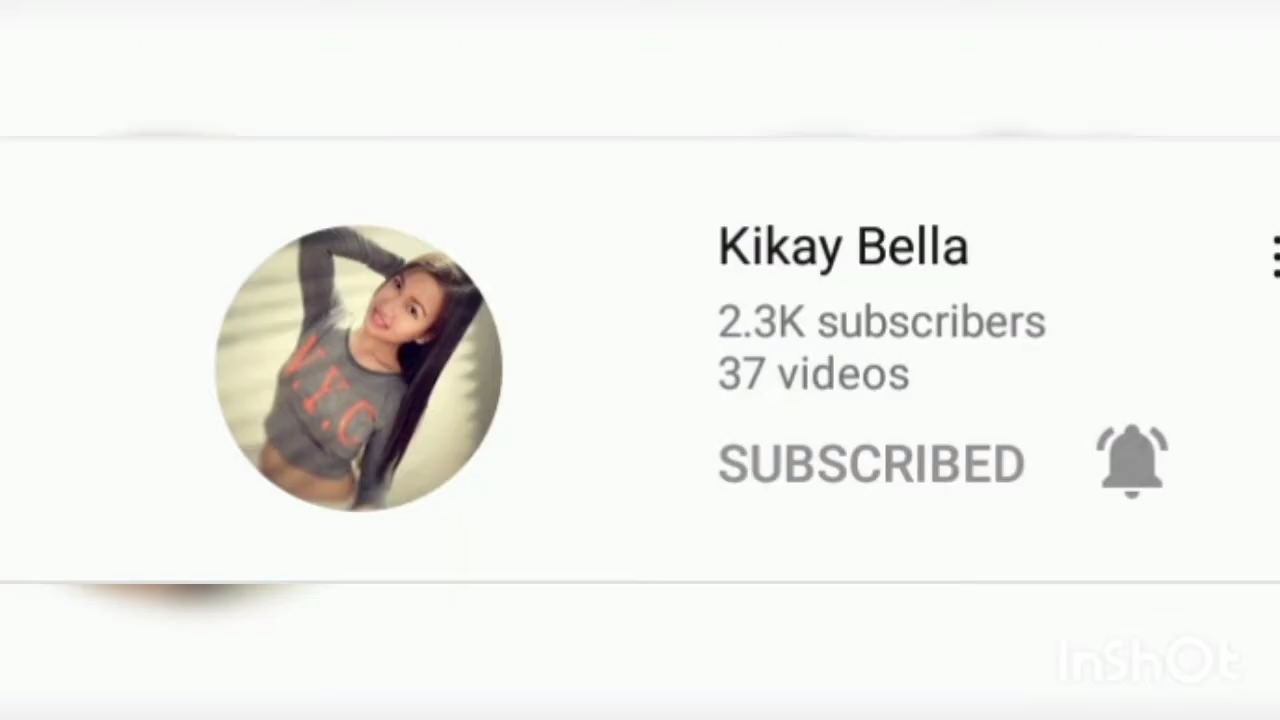 Kikay Bella
2.3K subscribers
37 videos
SUBSCRIBED
N.Y.C
InShOt